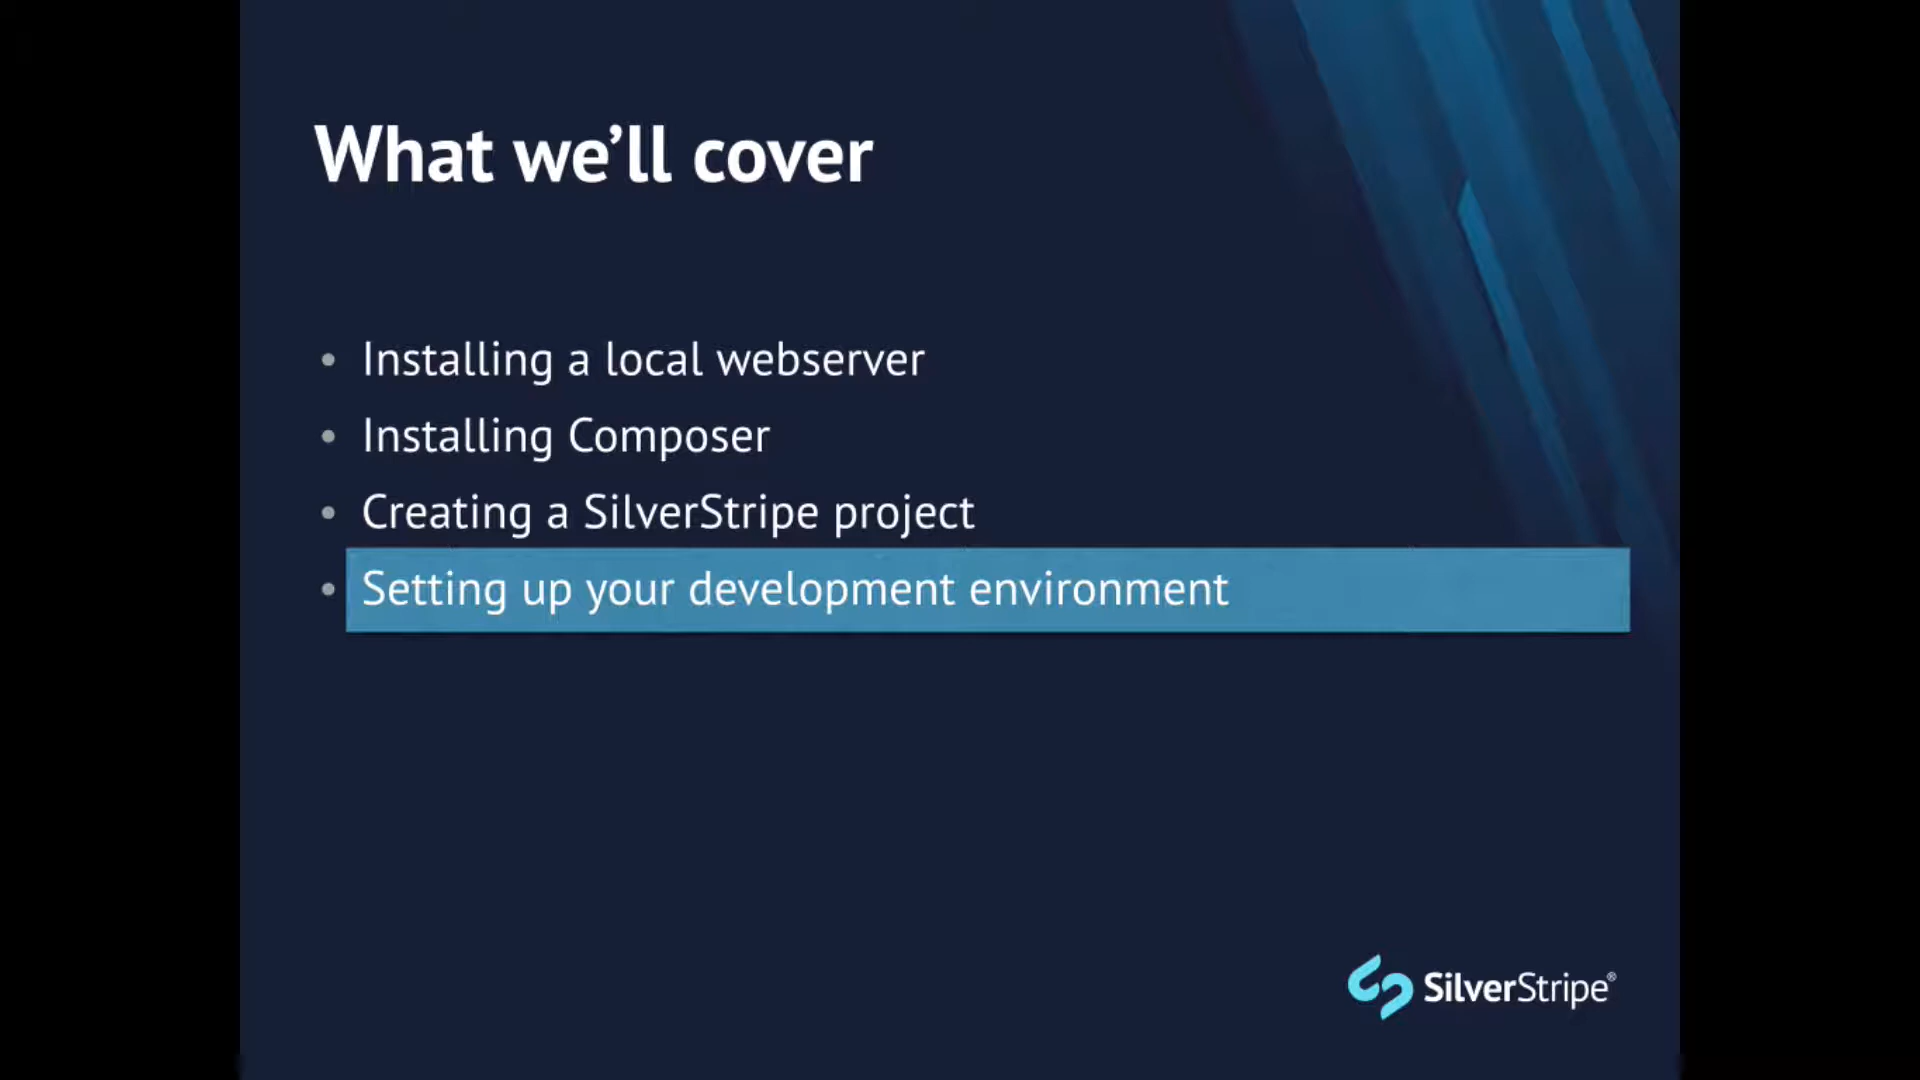 What we’ll cover
• Installing a local webserver
• Installing Composer
• Creating a SilverStripe project
• Setting up your development environment
SilverStripe®